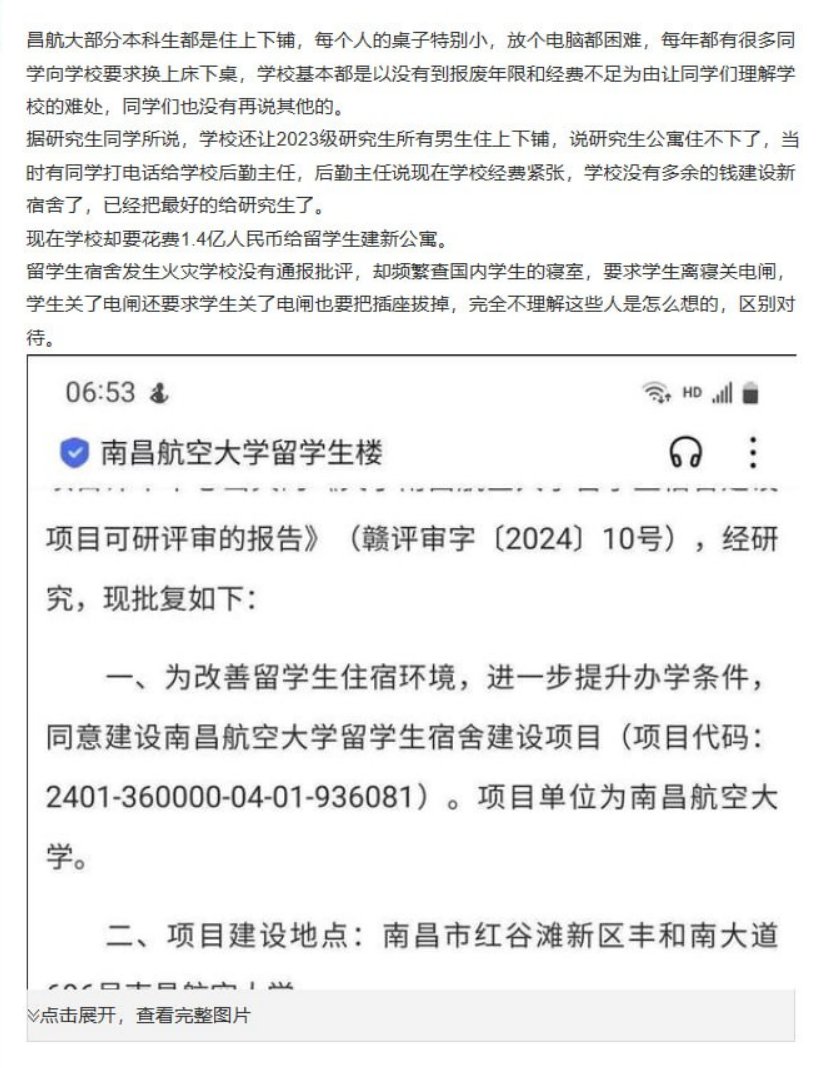 昌航大部分本科生都是住上下铺，每个人的桌子特别小，放个电脑都困难，每年都有很多同
学向学校要求换上床下桌，学校基本都是以没有到报废年限和经费不足为由让同学们理解学
校的难处，同学们也没有再说其他的。
据研究生同学所说，学校还让2023级研究生所有男生住上下铺，说研究生公寓住不下了，当
时有同学打电话给学校后勤主任，后勤主任说现在学校经费紧张，学校没有多余的钱建设新
宿舍了，已经把最好的给研究生了。
现在学校却要花费1.4亿人民币给留学生建新公寓。
留学生宿舍发生火灾学校没有通报批评，却频繁查国内学生的寝室，要求学生离寝关电闸，
学生关了电闸还要求学生关了电闸也要把插座拔掉，完全不理解这些人是怎么想的，区别对
待。
06:53 HD
南昌航空大学留学生楼
项目可研评审的报告》（赣评审字〔2024〕10号），经研
究，现批复如下：
一、为改善留学生住宿环境，进一步提升办学条件，
同意建设南昌航空大学留学生宿舍建设项目（项目代码：
2401-360000-04-01-936081）。项目单位为南昌航空大
学。
二、项目建设地点：南昌市红谷滩新区丰和南大道
点击展开，查看完整图片